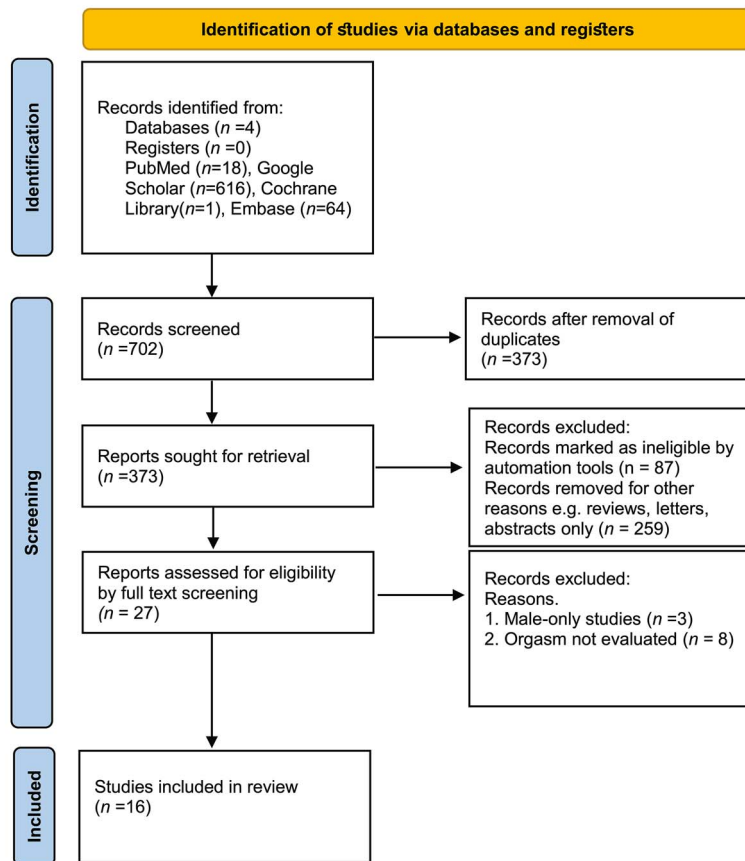 Identification of studies via databases and registers
Identification
Records identified from:
Databases (n =4)
Registers (n =0)
PubMed (n=18), Google
Scholar (n=616), Cochrane
Library(n=1), Embase (n=64)
Screening
Records screened
(n =702)
Records after removal of
duplicates
(n =373)
Reports sought for retrieval
(n =373)
Records excluded:
Records marked as ineligible by
automation tools (n = 87)
Records removed for other
reasons e.g. reviews, letters,
abstracts only (n = 259)
Reports assessed for eligibility
by full text screening
(n = 27)
Records excluded:
Reasons.
1. Male-only studies (n =3)
2. Orgasm not evaluated (n = 8)
Included
Studies included in review
(n =16)